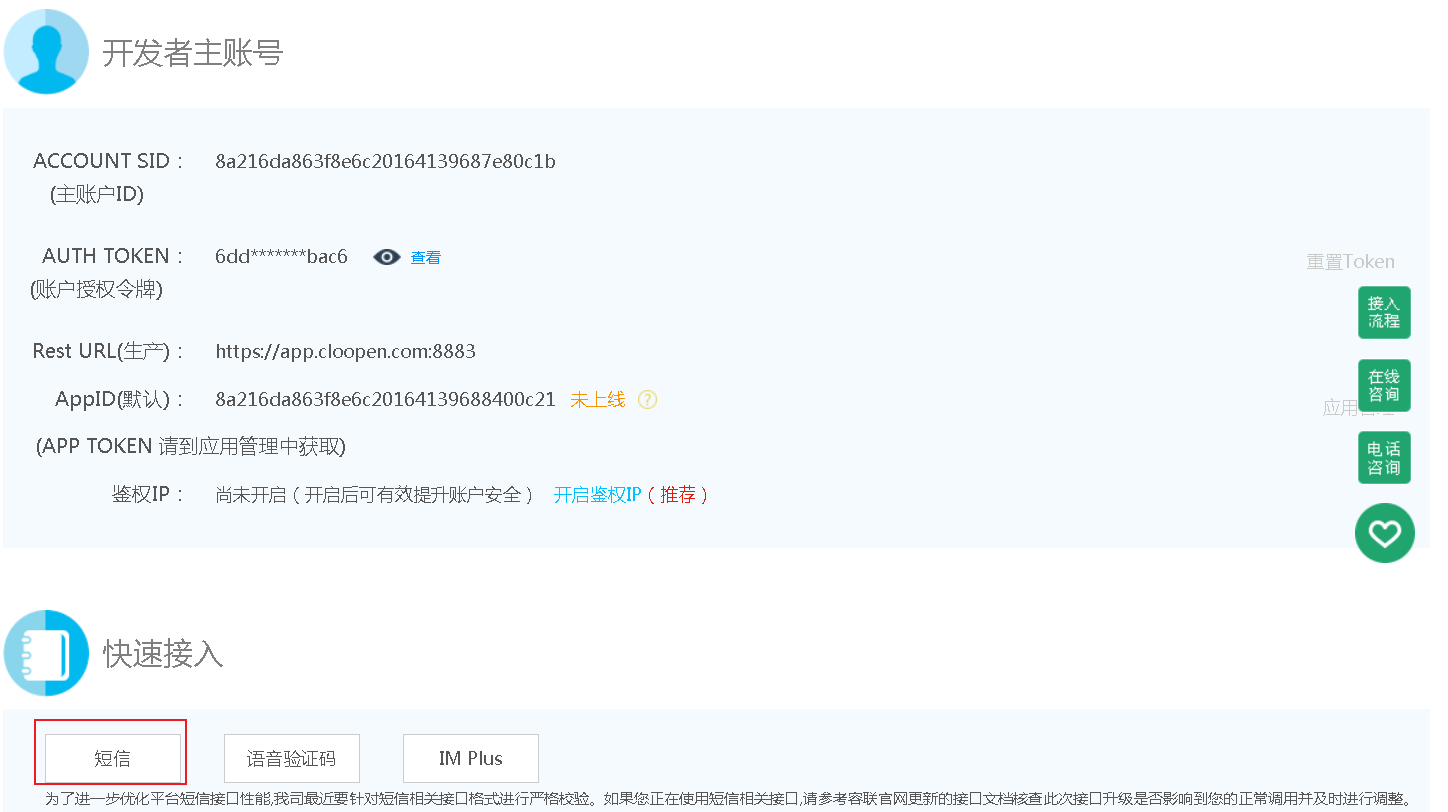 开发者主账号
ACCOUNT SID： 8a216da863f8e6c20164139687e80c1b
(主账户ID)
AUTH TOKEN： 6dd*******bac6 查看
重置Token
(账户授权令牌)
接入
流程
Rest URL(生产)： https://app.cloopen.com:8883
在线
咨询
AppID(默认)： 8a216da863f8e6c20164139688400c21 未上线 ?
应用
(APP TOKEN 请到应用管理中获取)
电话
咨询
鉴权IP： 尚未开启（开启后可有效提升账户安全） 开启鉴权IP（推荐）
快速接入
短信 语音验证码 IM Plus
为了进一步优化平台短信接口性能,我司最近要针对短信相关接口格式进行严格校验。如果您正在使用短信相关接口,请参考容联官网更新的接口文档核查此次接口升级是否影响到您的正常调用并及时进行调整。